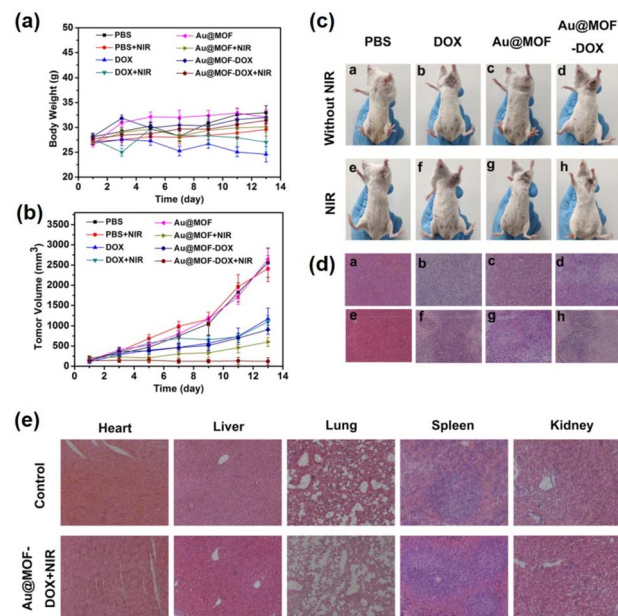 (a)
50
45
40
35
30
25
20
Body Weight (g)
PBS
PBS+NIR
DOX
DOX+NIR
Au@MOF
Au@MOF+NIR
Au@MOF-DOX
Au@MOF-DOX+NIR
0 2 4 6 8 10 12 14
Time (day)
(b)
3000
2500
2000
1500
1000
500
0
Tomor Volume (mm³)
PBS
PBS+NIR
DOX
DOX+NIR
Au@MOF
Au@MOF+NIR
Au@MOF-DOX
Au@MOF-DOX+NIR
0 2 4 6 8 10 12 14
Time (day)
(c)
PBS DOX Au@MOF Au@MOF
-DOX
Without NIR
a b c d
NIR
e f g h
(d)
a b c d
e f g h
(e)
Heart Liver Lung Spleen Kidney
Control
Au@MOF-
DOX+NIR